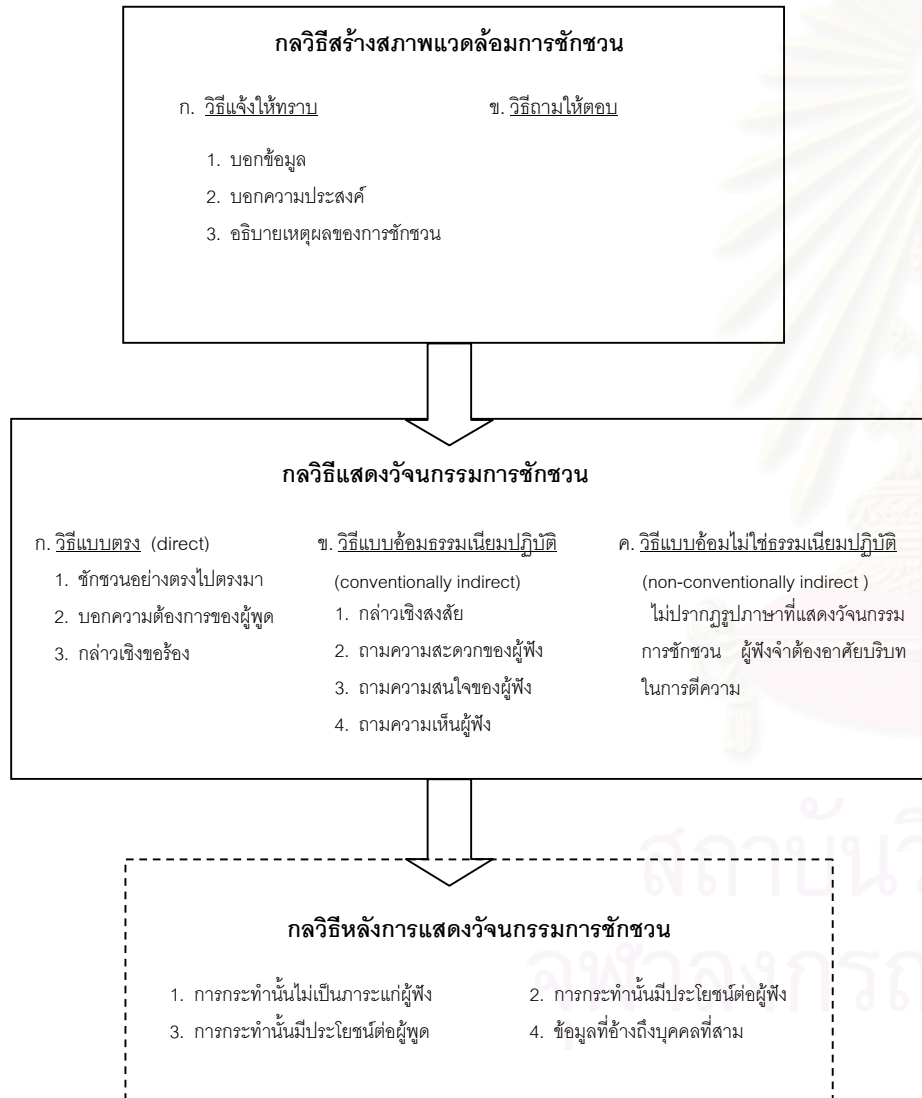 กลวิธีสร้างสภาพแวดล้อมการชักชวน
ก. วิธีแจ้งให้ทราบ
1. บอกข้อมูล
2. บอกความประสงค์
3. อธิบายเหตุผลของการชักชวน
ข. วิธีถามให้ตอบ
กลวิธีแสดงวัจนกรรมการชักชวน
ก. วิธีแบบตรง (direct)
1. ชักชวนอย่างตรงไปตรงมา
2. บอกความต้องการของผู้พูด
3. กล่าวเชิงขอร้อง
ข. วิธีแบบอ้อมธรรมเนียมปฏิบัติ
(conventionally indirect)
1. กล่าวเชิงสงสัย
2. ถามความสะดวกของผู้ฟัง
3. ถามความสนใจของผู้ฟัง
4. ถามความเห็นผู้ฟัง
ค. วิธีแบบอ้อมไม่ใช่ธรรมเนียมปฏิบัติ
(non-conventionally indirect )
ไม่ปรากฏรูปภาษาที่แสดงวัจนกรรม
การชักชวน ผู้ฟังจำต้องอาศัยบริบท
ในการตีความ
กลวิธีหลังการแสดงวัจนกรรมการชักชวน
1. การกระทำนั้นไม่เป็นภาระแก่ผู้ฟัง
2. การกระทำนั้นมีประโยชน์ต่อผู้ฟัง
3. การกระทำนั้นมีประโยชน์ต่อผู้พูด
4. ข้อมูลที่อ้างถึงบุคคลที่สาม